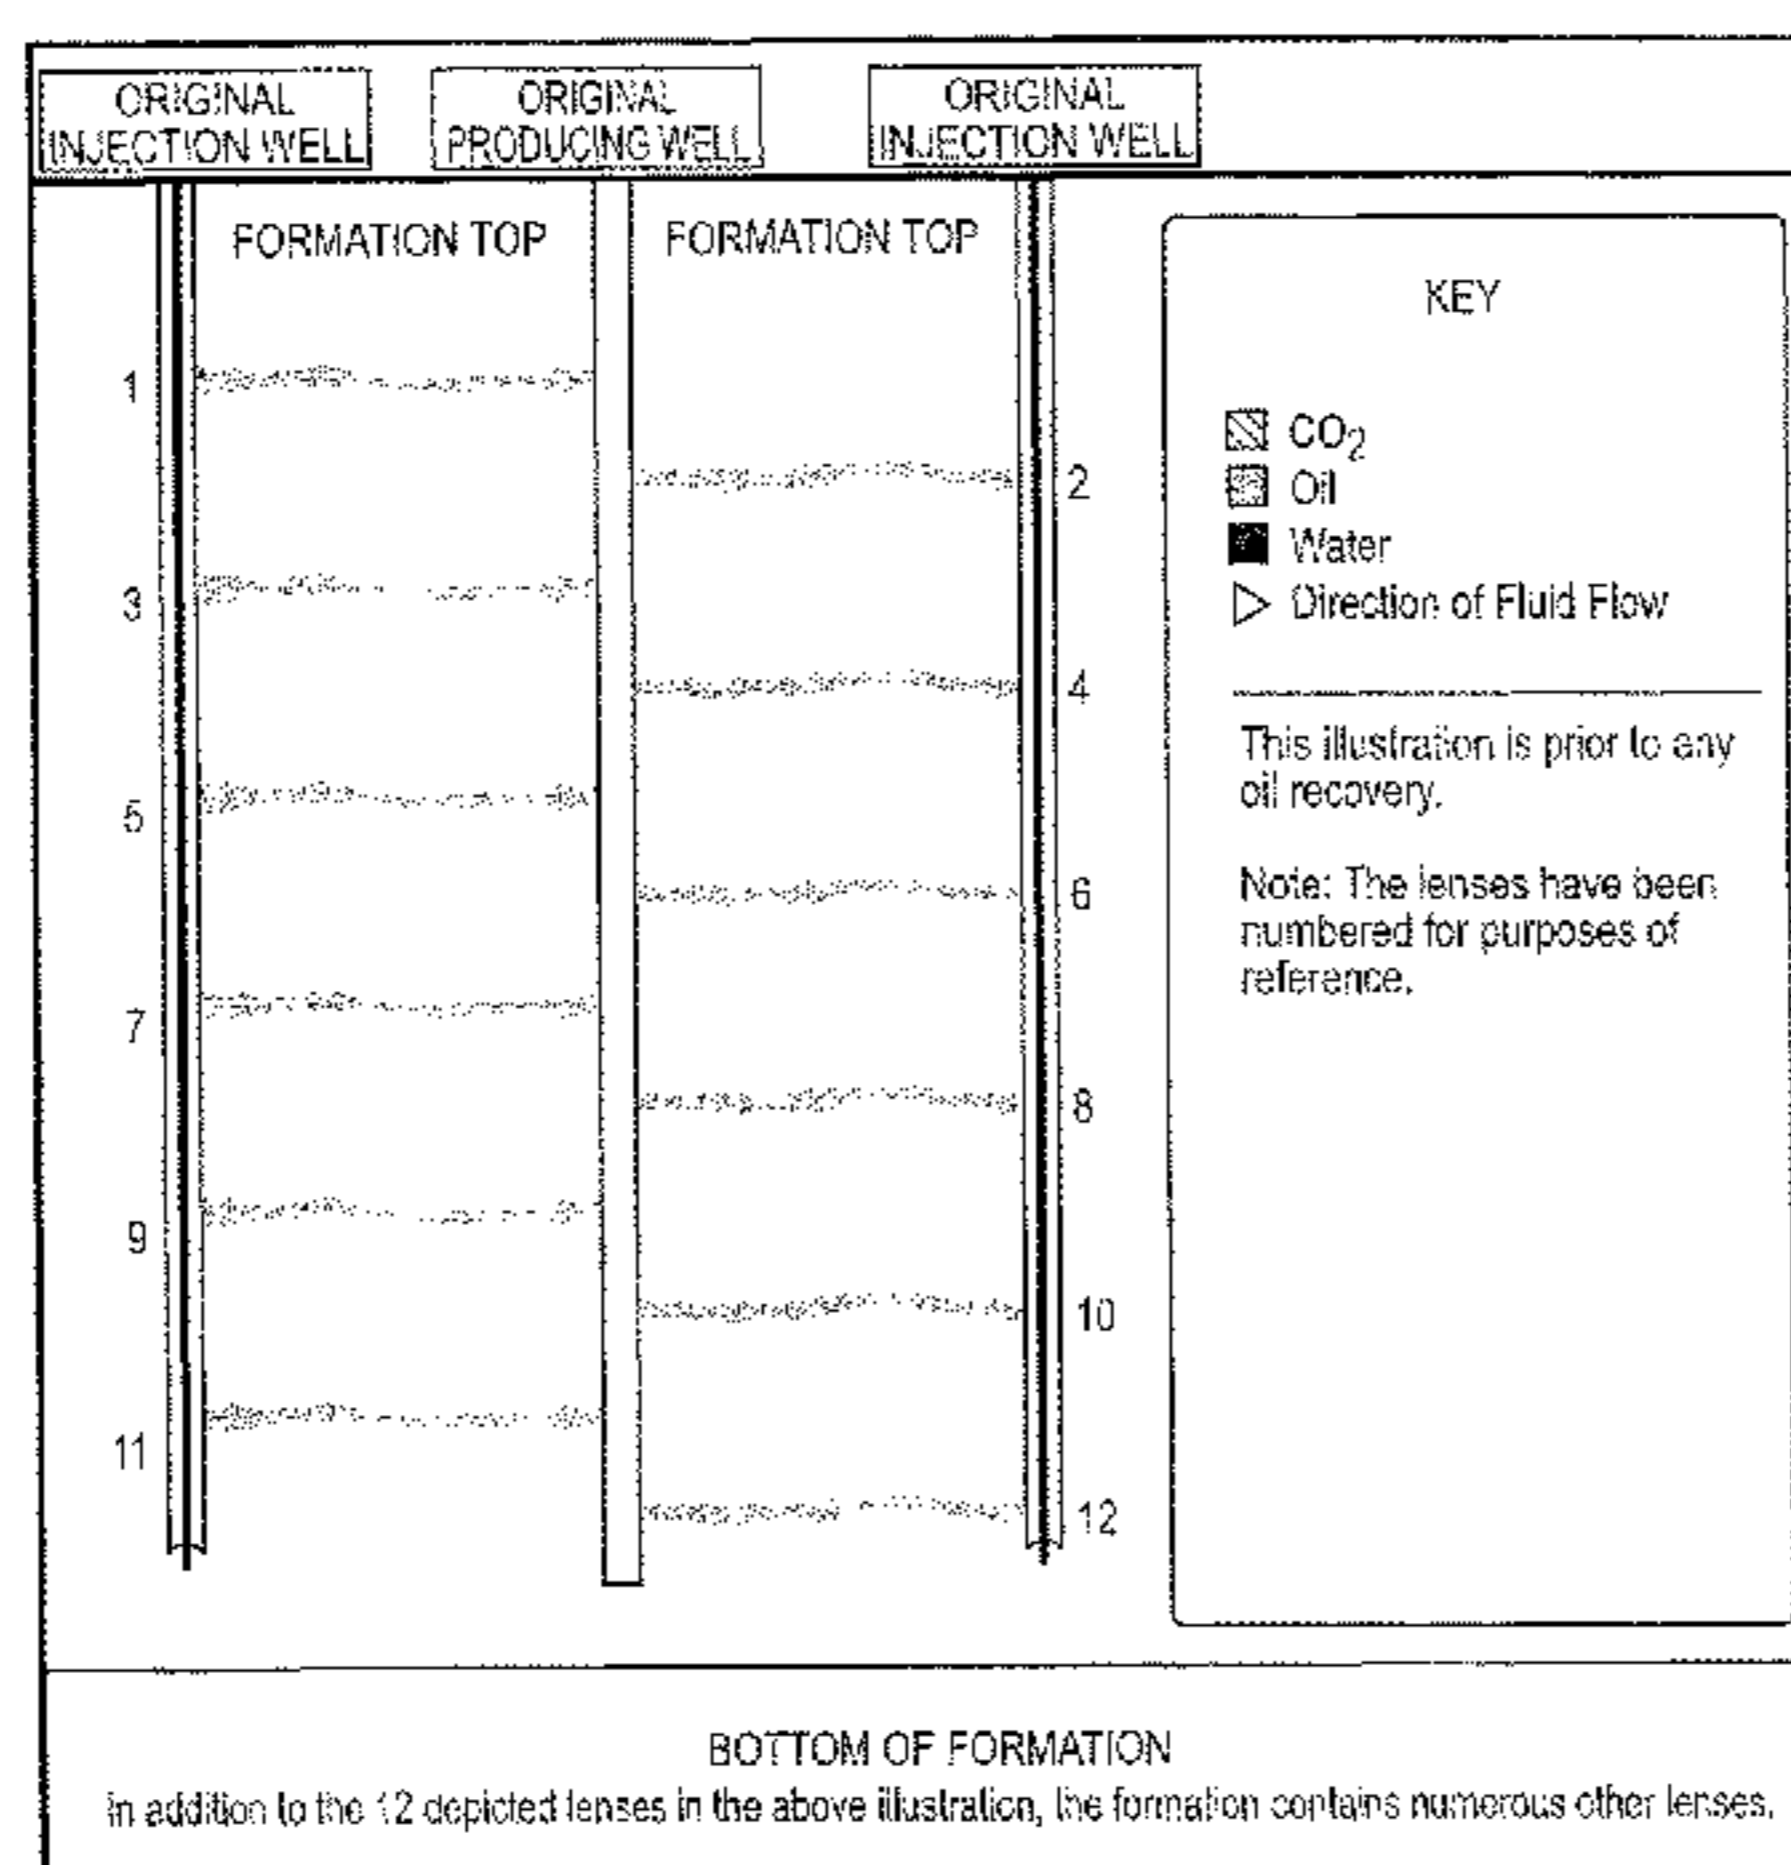 ORIGINAL
INJECTION WELL
ORIGINAL
PRODUCING WELL
ORIGINAL
INJECTION WELL
FORMATION TOP
FORMATION TOP
1
2
3
4
5
6
7
8
9
10
11
12
KEY
CO2
Oil
Water
Direction of Fluid Flow
This illustration is prior to any
oil recovery.
Note: The lenses have been
numbered for purposes of
reference.
BOTTOM OF FORMATION
In addition to the 12 depicted lenses in the above illustration, the formation contains numerous other lenses.